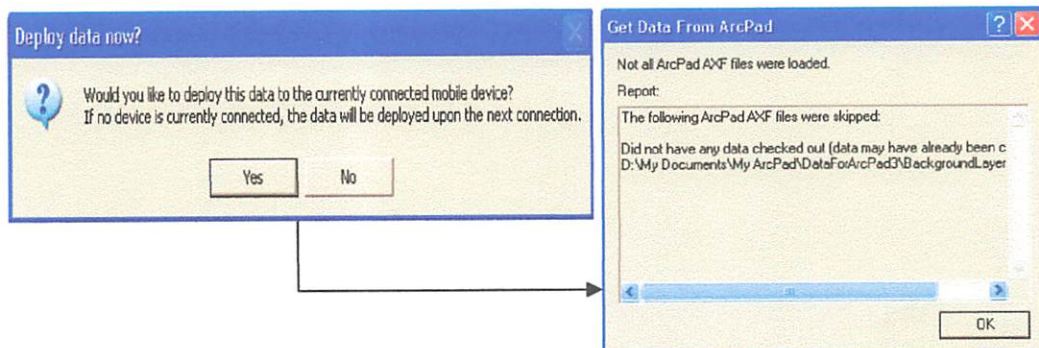 Deploy data now?
Would you like to deploy this data to the currently connected mobile device?
If no device is currently connected, the data will be deployed upon the next connection.
Yes
No
Get Data From ArcPad
Not all ArcPad AXF files were loaded.
Report:
The following ArcPad AXF files were skipped:
Did not have any data checked out (data may have already been c
D:\My Documents\My ArcPad\DataForArcPad3\BackgroundLayer
OK